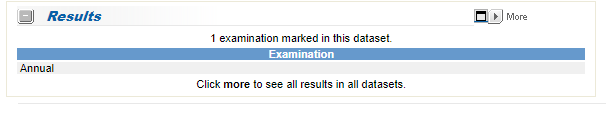 Results More
1 examination marked in this dataset.
Examination
Annual
Click more to see all results in all datasets.